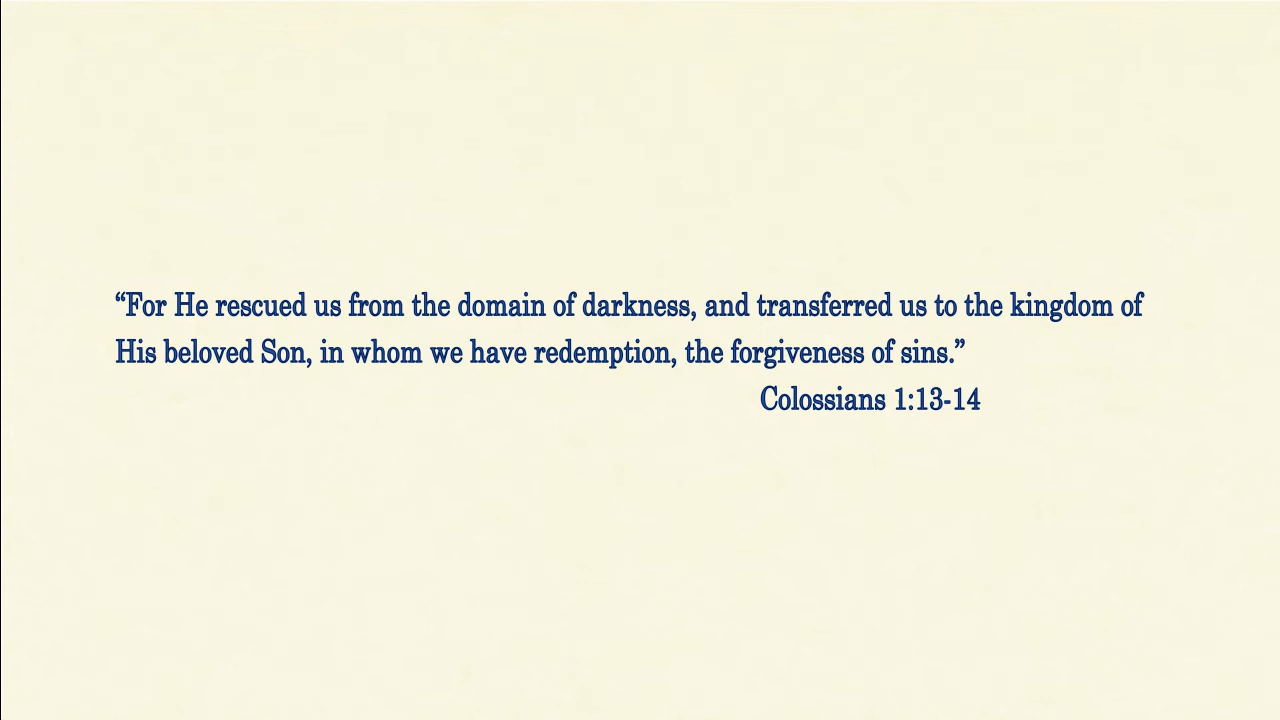 “For He rescued us from the domain of darkness, and transferred us to the kingdom of
His beloved Son, in whom we have redemption, the forgiveness of sins.”
Colossians 1:13-14